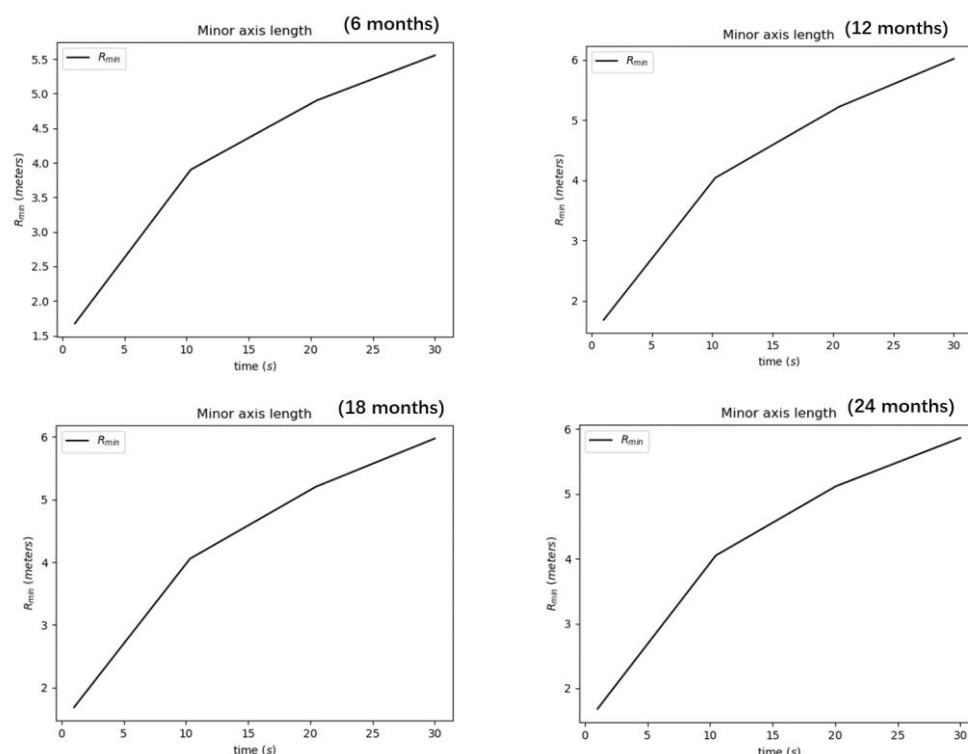 Minor axis length (6 months)
R_min
5.5
5.0
4.5
4.0
3.5
3.0
2.5
2.0
1.5
R_min (meters)
0 5 10 15 20 25 30
time (s)
Minor axis length (12 months)
R_min
6
5
4
3
2
R_min (meters)
0 5 10 15 20 25 30
time (s)
Minor axis length (18 months)
R_min
6
5
4
3
2
R_min (meters)
0 5 10 15 20 25 30
time (s)
Minor axis length (24 months)
R_min
6
5
4
3
2
R_min (meters)
0 5 10 15 20 25 30
time (s)